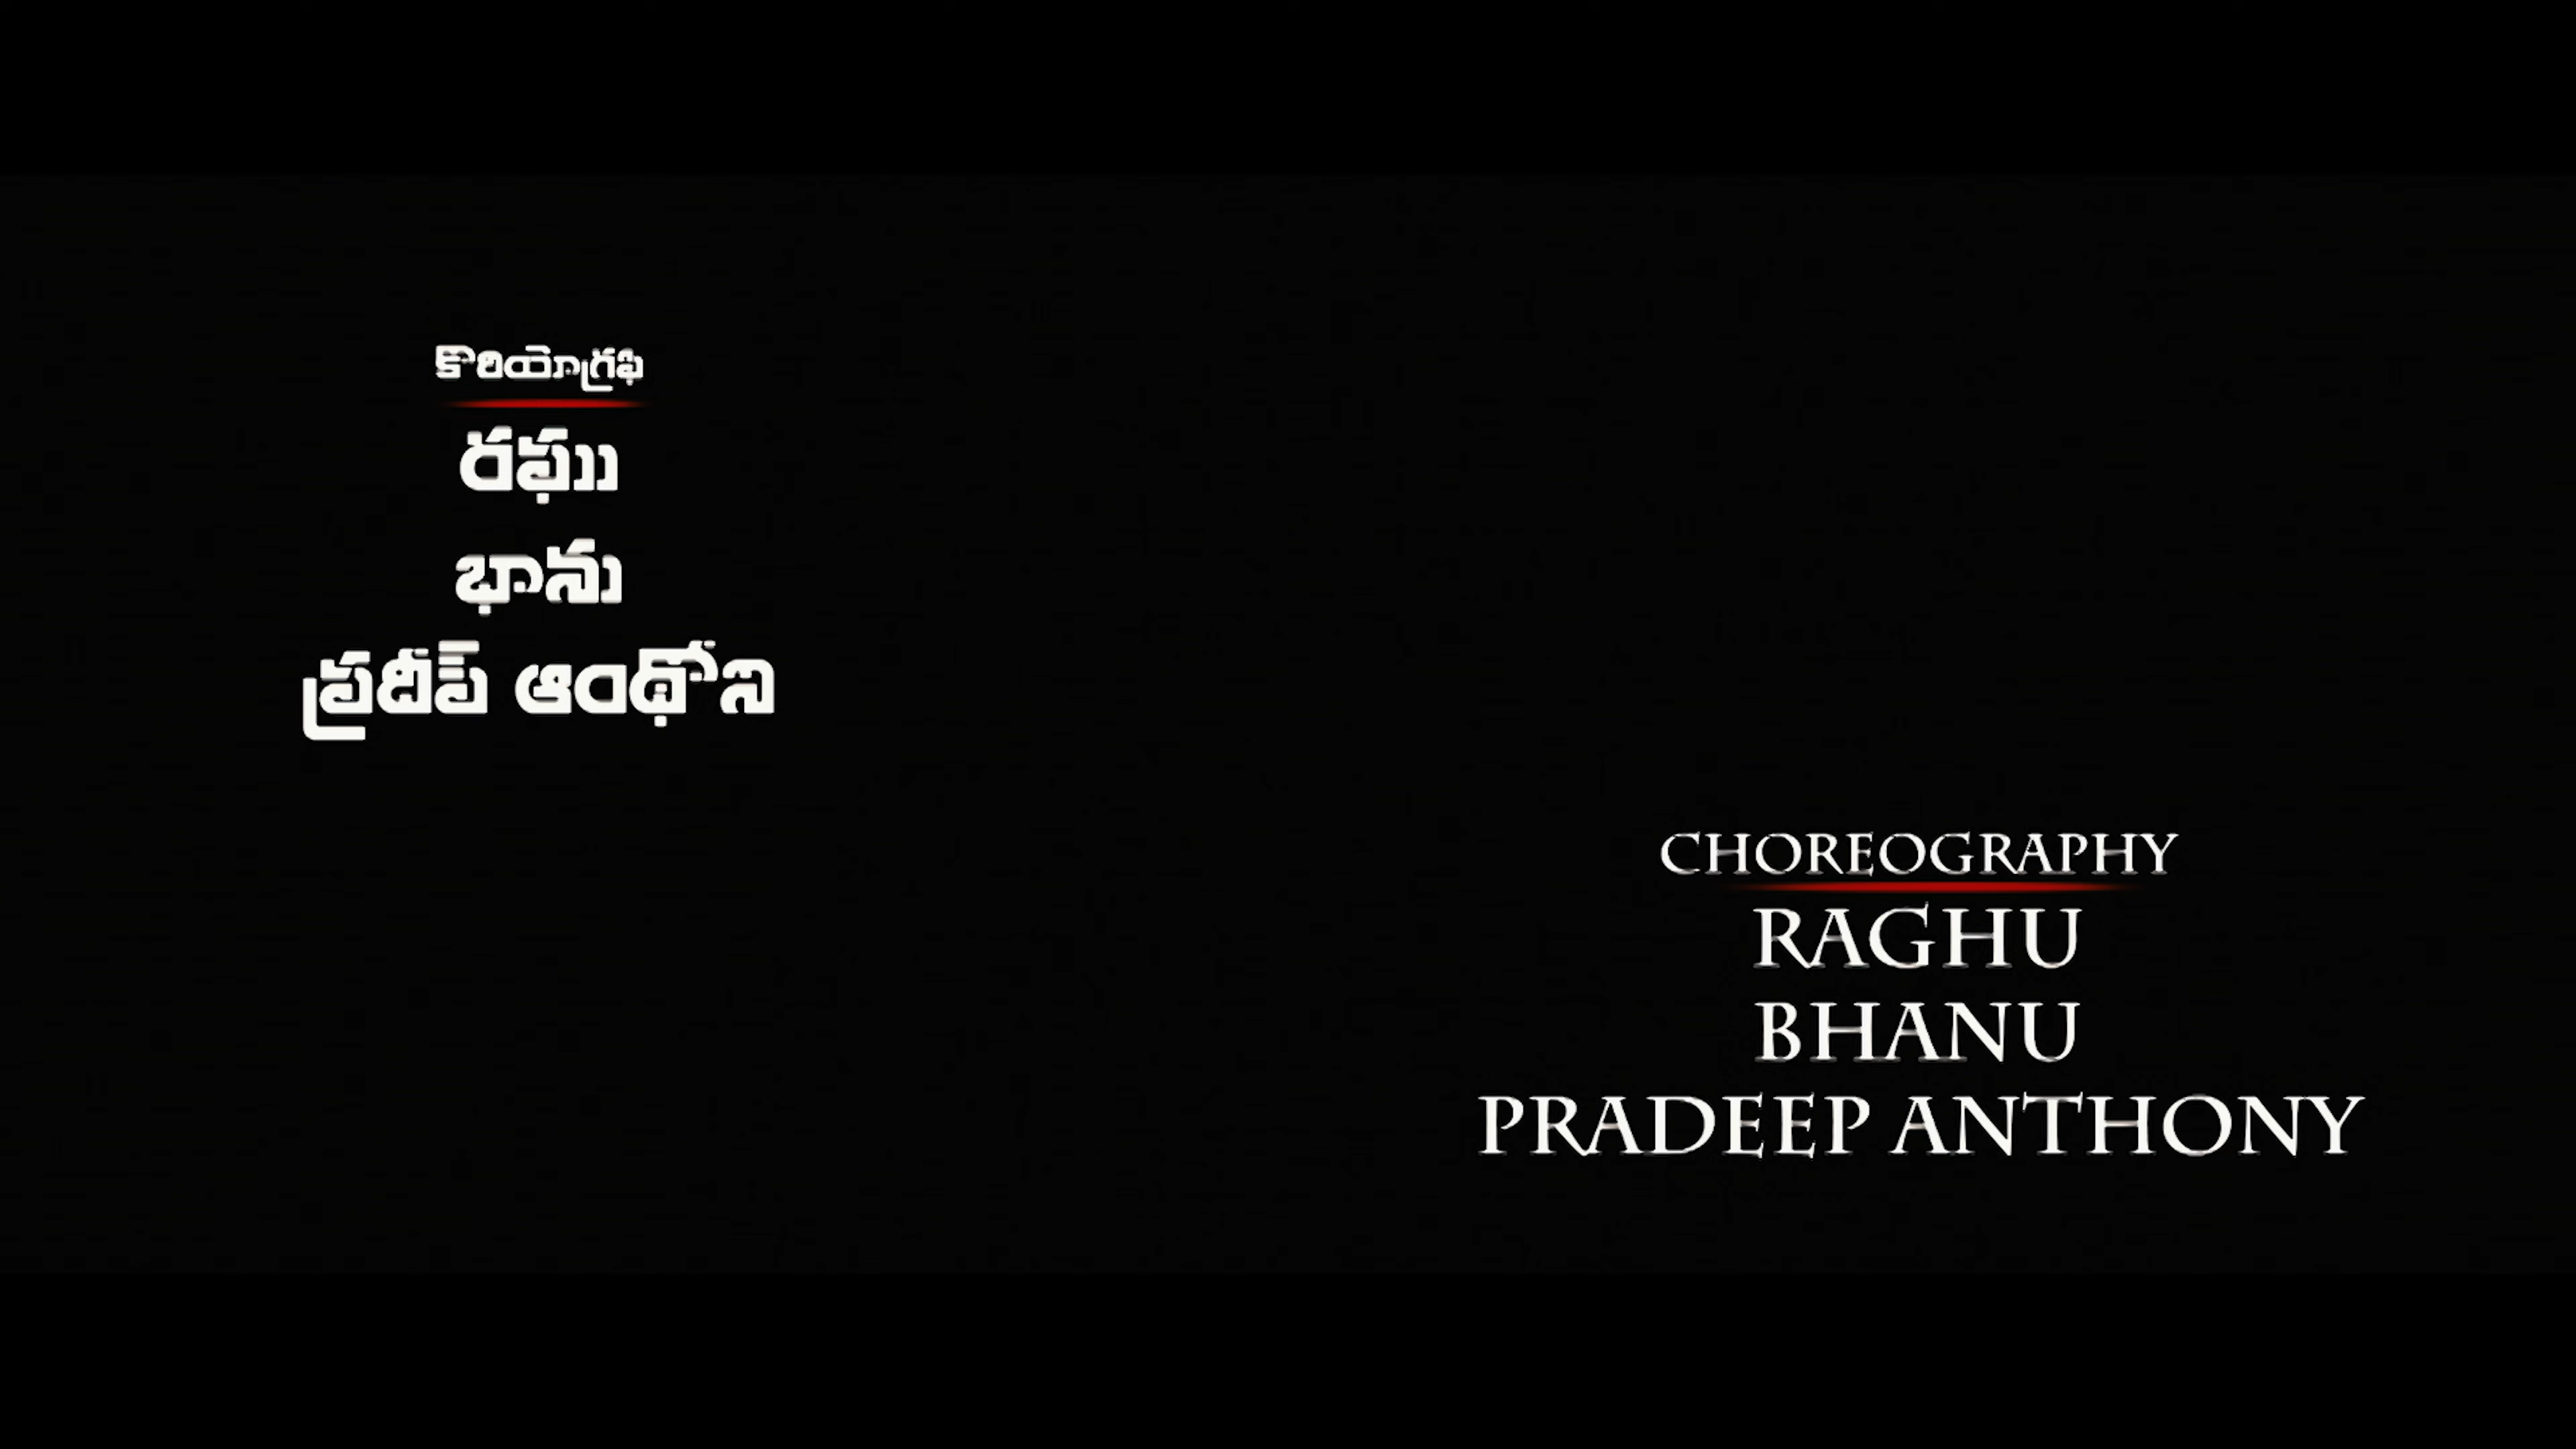 కొరియోగ్రఫి
రఘు
భాను
ప్రదీప్ ఆంథోని
CHOREOGRAPHY
RAGHU
BHANU
PRADEEP ANTHONY